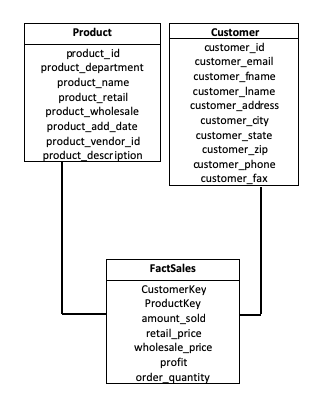 Product
product_id
product_department
product_name
product_retail
product_wholesale
product_add_date
product_vendor_id
product_description
Customer
customer_id
customer_email
customer_fname
customer_lname
customer_address
customer_city
customer_state
customer_zip
customer_phone
customer_fax
FactSales
CustomerKey
ProductKey
amount_sold
retail_price
wholesale_price
profit
order_quantity